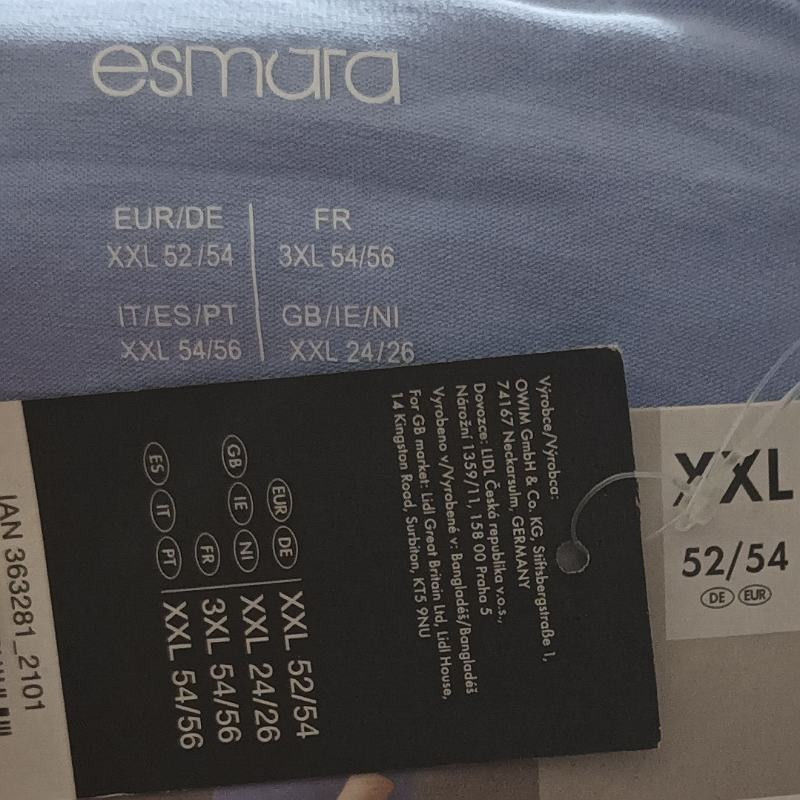 esmara
EUR/DE
XXL 52/54
FR
3XL 54/56
IT/ES/PT
XXL 54/56
GB/IE/NI
XXL 24/26
Výrobce/Výrobca:
OWIM GmbH & Co. KG, Stiftsbergstraße 1,
74167 Neckarsulm, GERMANY
Dovozce: LIDL Česká republika v.o.s.,
Nárožní 1359/11, 158 00 Praha 5
Vyrobeno v/Vyrobené v: Bangladéš/Bangladéš
For GB market: Lidl Great Britain Ltd, Lidl House,
14 Kingston Road, Surbiton, KT5 9NU
EUR DE XXL 52/54
GB IE NI XXL 24/26
FR 3XL 54/56
ES IT PT XXL 54/56
XXL
52/54
DE EUR
IAN 363281_2101